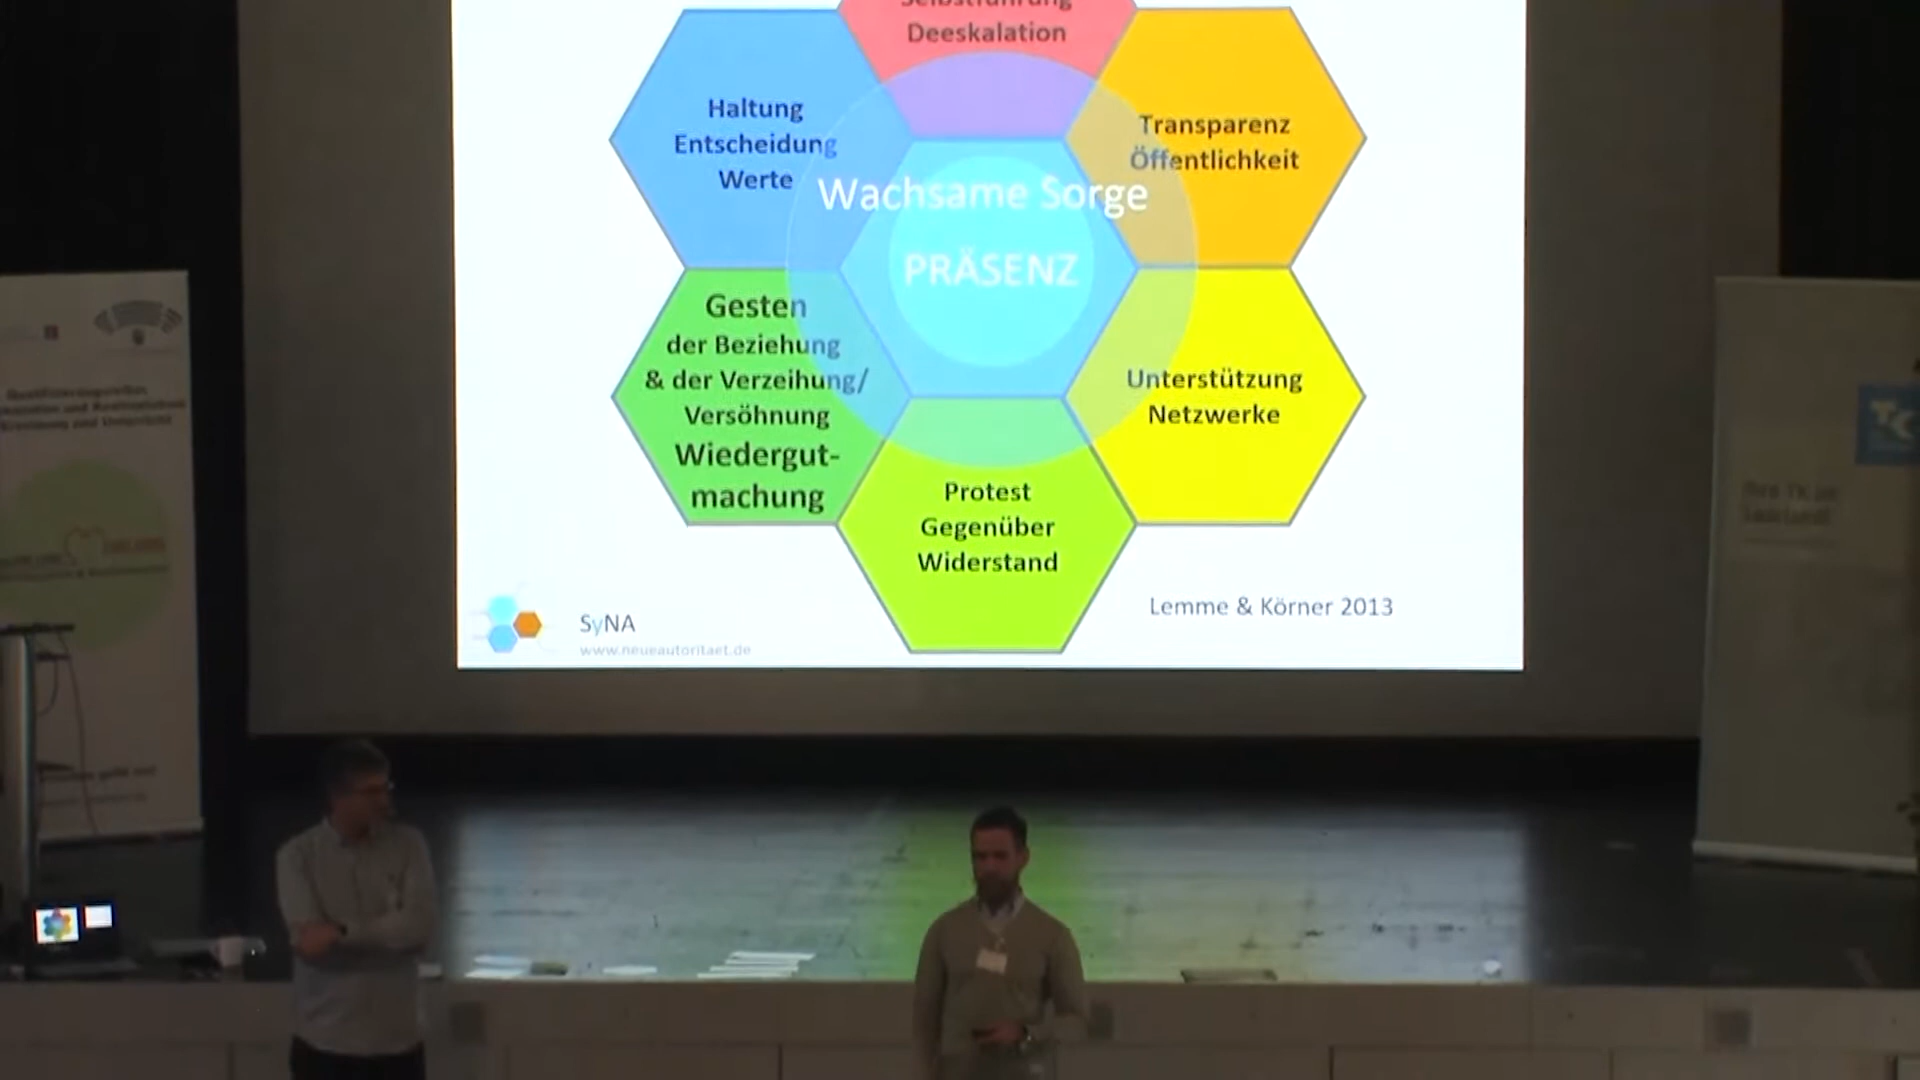 Deeskalation
Haltung
Entscheidung
Werte
Transparenz
Öffentlichkeit
Wachsame Sorge
PRÄSENZ
Gesten
der Beziehung
& der Verzeihung/
Versöhnung
Wiedergut-
machung
Unterstützung
Netzwerke
Protest
Gegenüber
Widerstand
Lemme & Körner 2013
SyNA
www.neueautoritaet.de
TK